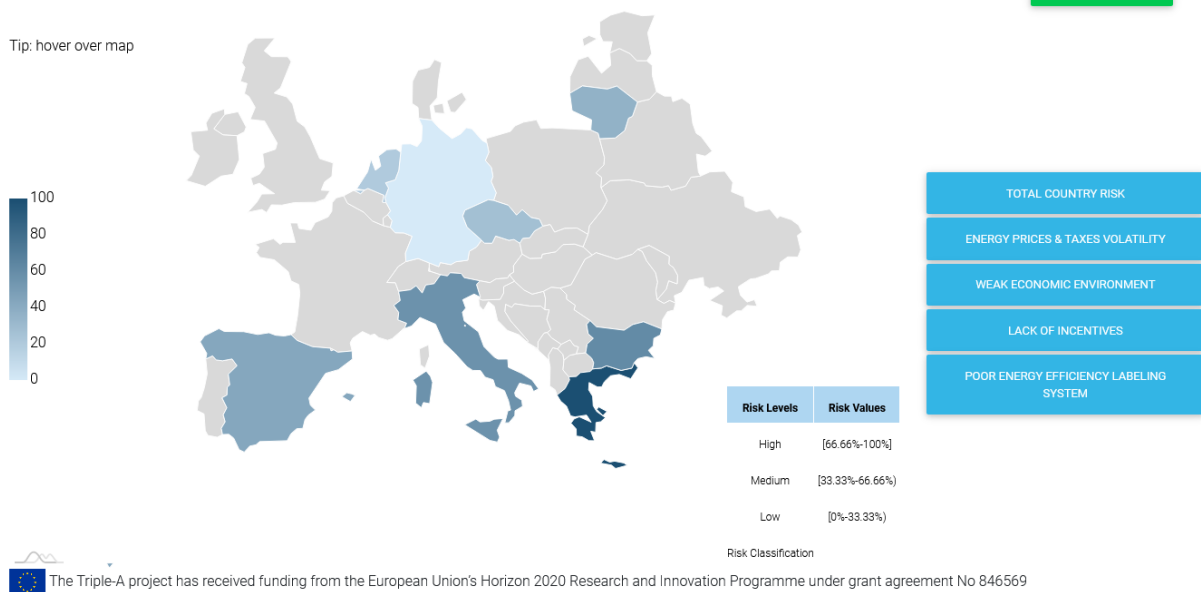 Tip: hover over map
100
80
60
40
20
0
TOTAL COUNTRY RISK
ENERGY PRICES & TAXES VOLATILITY
WEAK ECONOMIC ENVIRONMENT
LACK OF INCENTIVES
POOR ENERGY EFFICIENCY LABELING
SYSTEM
Risk Levels Risk Values
High [66.66%-100%]
Medium [33.33%-66.66%)
Low [0%-33.33%)
Risk Classification
The Triple-A project has received funding from the European Union's Horizon 2020 Research and Innovation Programme under grant agreement No 846569